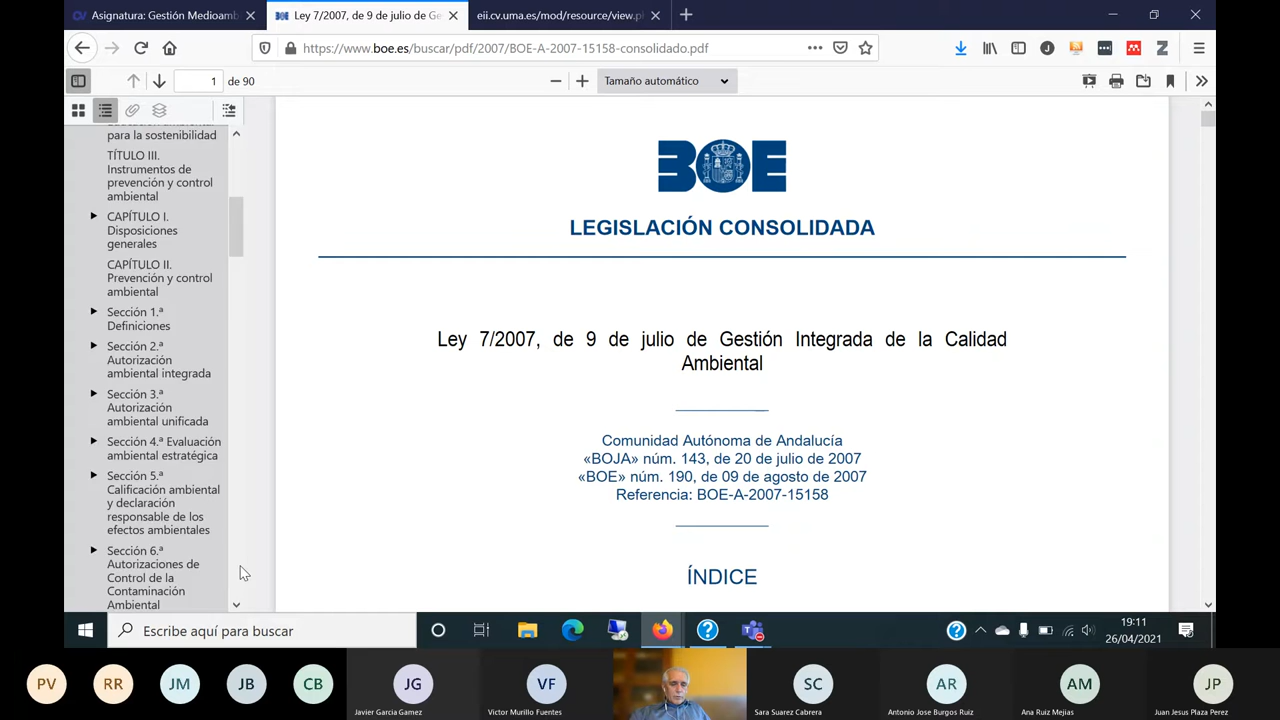 Asignatura: Gestión Medioamb
Ley 7/2007, de 9 de julio de Ge
eii.cv.uma.es/mod/resource/view.p
https://www.boe.es/buscar/pdf/2007/BOE-A-2007-15158-consolidado.pdf
1 de 90
Tamaño automático
para la sostenibilidad
TÍTULO III.
Instrumentos de
prevención y control
ambiental
CAPÍTULO I.
Disposiciones
generales
CAPÍTULO II.
Prevención y control
ambiental
Sección 1.ª
Definiciones
Sección 2.ª
Autorización
ambiental integrada
Sección 3.ª
Autorización
ambiental unificada
Sección 4.ª Evaluación
ambiental estratégica
Sección 5.ª
Calificación ambiental
y declaración
responsable de los
efectos ambientales
Sección 6.ª
Autorizaciones de
Control de la
Contaminación
Ambiental
BOE
LEGISLACIÓN CONSOLIDADA
Ley 7/2007, de 9 de julio de Gestión Integrada de la Calidad
Ambiental
Comunidad Autónoma de Andalucía
«BOJA» núm. 143, de 20 de julio de 2007
«BOE» núm. 190, de 09 de agosto de 2007
Referencia: BOE-A-2007-15158
ÍNDICE
Escribe aquí para buscar
19:11
26/04/2021
PV RR JM JB CB JG VF SC AR AM JP
Javier Garcia Gamez
Victor Murillo Fuentes
Sara Suarez Cabrera
Antonio Jose Burgos Ruiz
Ana Ruiz Mejias
Juan Jesus Plaza Perez